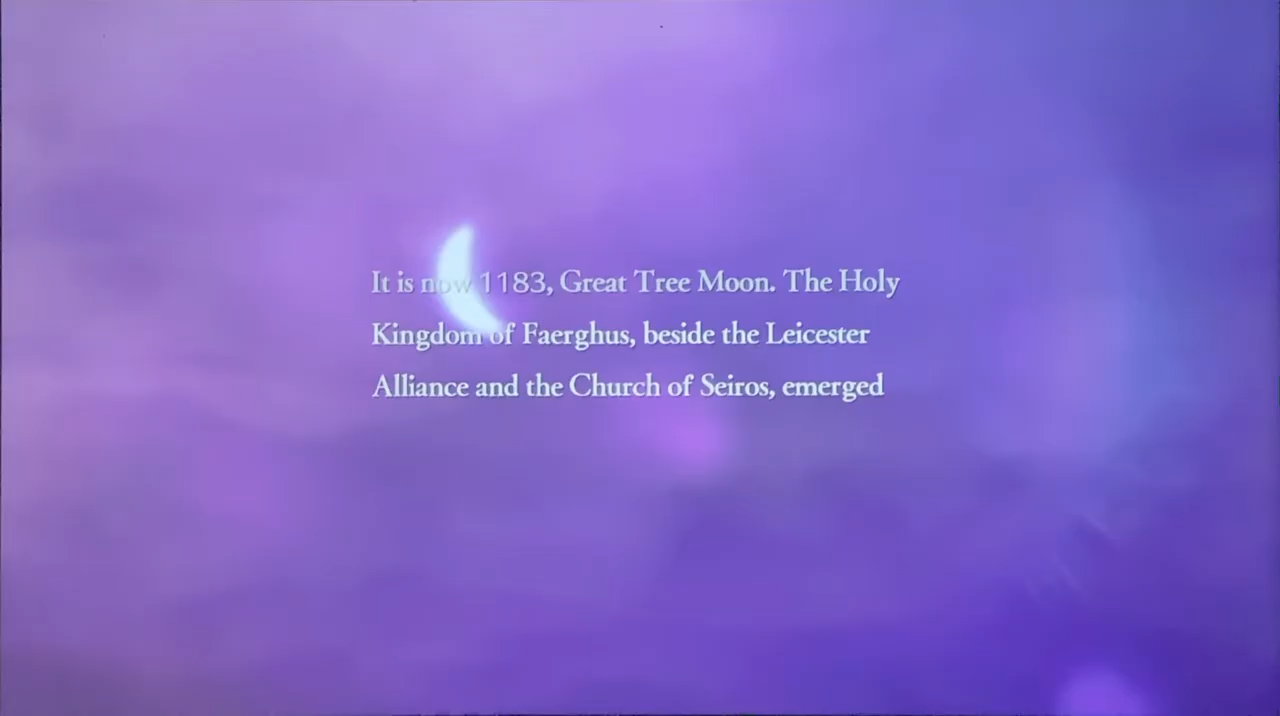 It is now 1183, Great Tree Moon. The Holy
Kingdom of Faerghus, beside the Leicester
Alliance and the Church of Seiros, emerged